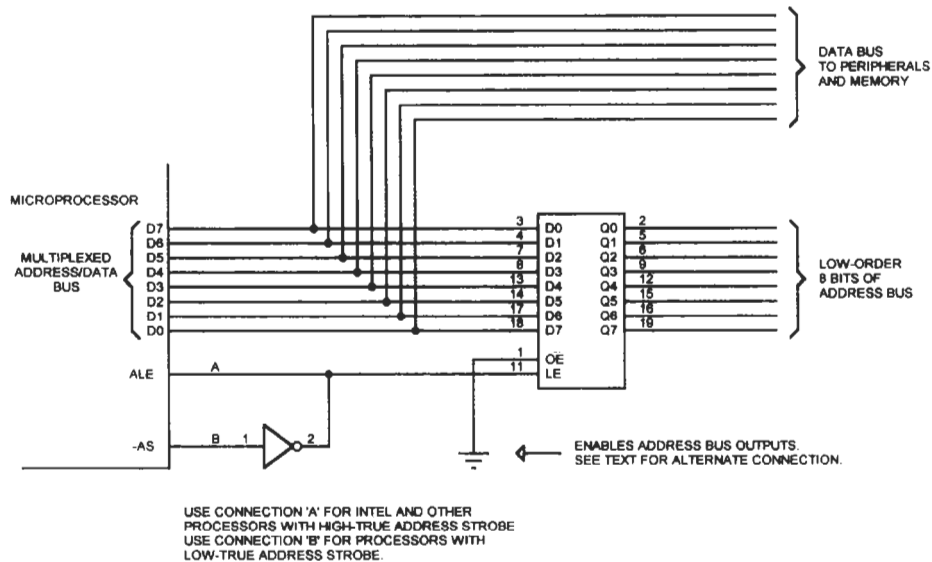 DATA BUS
TO PERIPHERALS
AND MEMORY
MICROPROCESSOR
MULTIPLEXED
ADDRESS/DATA
BUS
D7 3 D0 Q0 2
D6 4 D1 Q1 5
D5 7 D2 Q2 6
D4 8 D3 Q3 9
D3 13 D4 Q4 12
D2 14 D5 Q5 15
D1 17 D6 Q6 16
D0 18 D7 Q7 19
LOW-ORDER
8 BITS OF
ADDRESS BUS
1 OE
ALE A 11 LE
-AS B 1 2
ENABLES ADDRESS BUS OUTPUTS.
SEE TEXT FOR ALTERNATE CONNECTION.
USE CONNECTION 'A' FOR INTEL AND OTHER
PROCESSORS WITH HIGH-TRUE ADDRESS STROBE
USE CONNECTION 'B' FOR PROCESSORS WITH
LOW-TRUE ADDRESS STROBE.